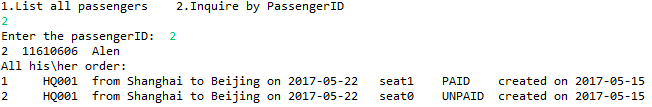 1.List all passengers    2.Inquire by PassengerID
2
Enter the passengerID:  2
2  11610606  Alen
All his\her order:
1      HQ001  from Shanghai to Beijing on 2017-05-22   seat1    PAID    created on 2017-05-15
2      HQ001  from Shanghai to Beijing on 2017-05-22   seat0    UNPAID  created on 2017-05-15